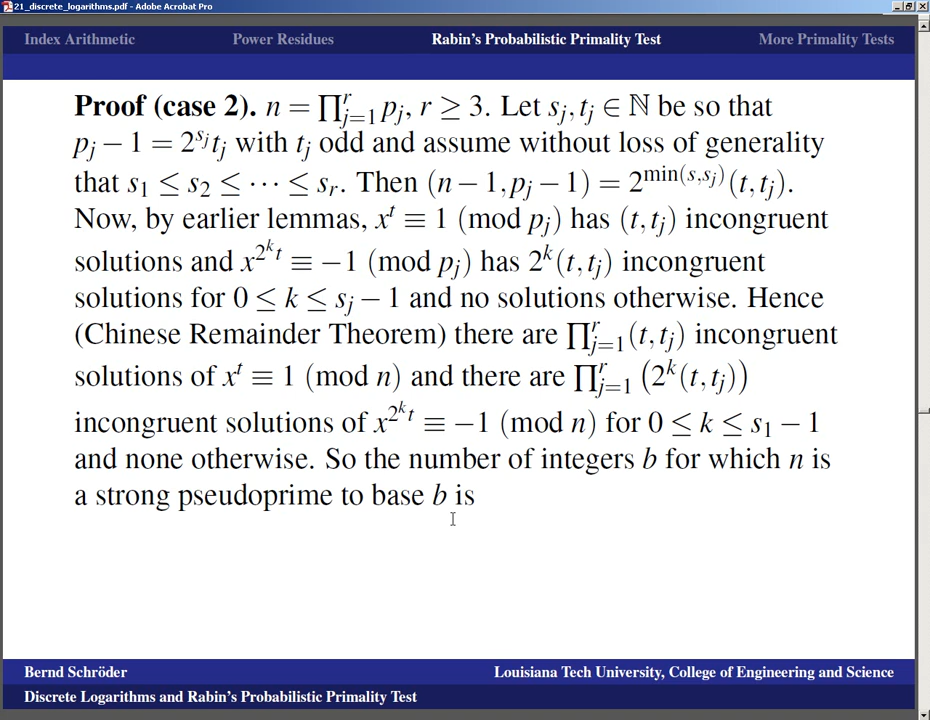 21_discrete_logarithms.pdf - Adobe Acrobat Pro
Index Arithmetic Power Residues Rabin's Probabilistic Primality Test More Primality Tests
Proof (case 2). n = ∏_{j=1}^{r} p_j, r ≥ 3. Let s_j, t_j ∈ ℕ be so that
p_j − 1 = 2^{s_j} t_j with t_j odd and assume without loss of generality
that s_1 ≤ s_2 ≤ ⋯ ≤ s_r. Then (n − 1, p_j − 1) = 2^{min(s,s_j)} (t, t_j).
Now, by earlier lemmas, x^t ≡ 1 (mod p_j) has (t, t_j) incongruent
solutions and x^{2^k t} ≡ −1 (mod p_j) has 2^k (t, t_j) incongruent
solutions for 0 ≤ k ≤ s_j − 1 and no solutions otherwise. Hence
(Chinese Remainder Theorem) there are ∏_{j=1}^{r} (t, t_j) incongruent
solutions of x^t ≡ 1 (mod n) and there are ∏_{j=1}^{r} (2^k (t, t_j))
incongruent solutions of x^{2^k t} ≡ −1 (mod n) for 0 ≤ k ≤ s_1 − 1
and none otherwise. So the number of integers b for which n is
a strong pseudoprime to base b is
Bernd Schröder Louisiana Tech University, College of Engineering and Science
Discrete Logarithms and Rabin's Probabilistic Primality Test